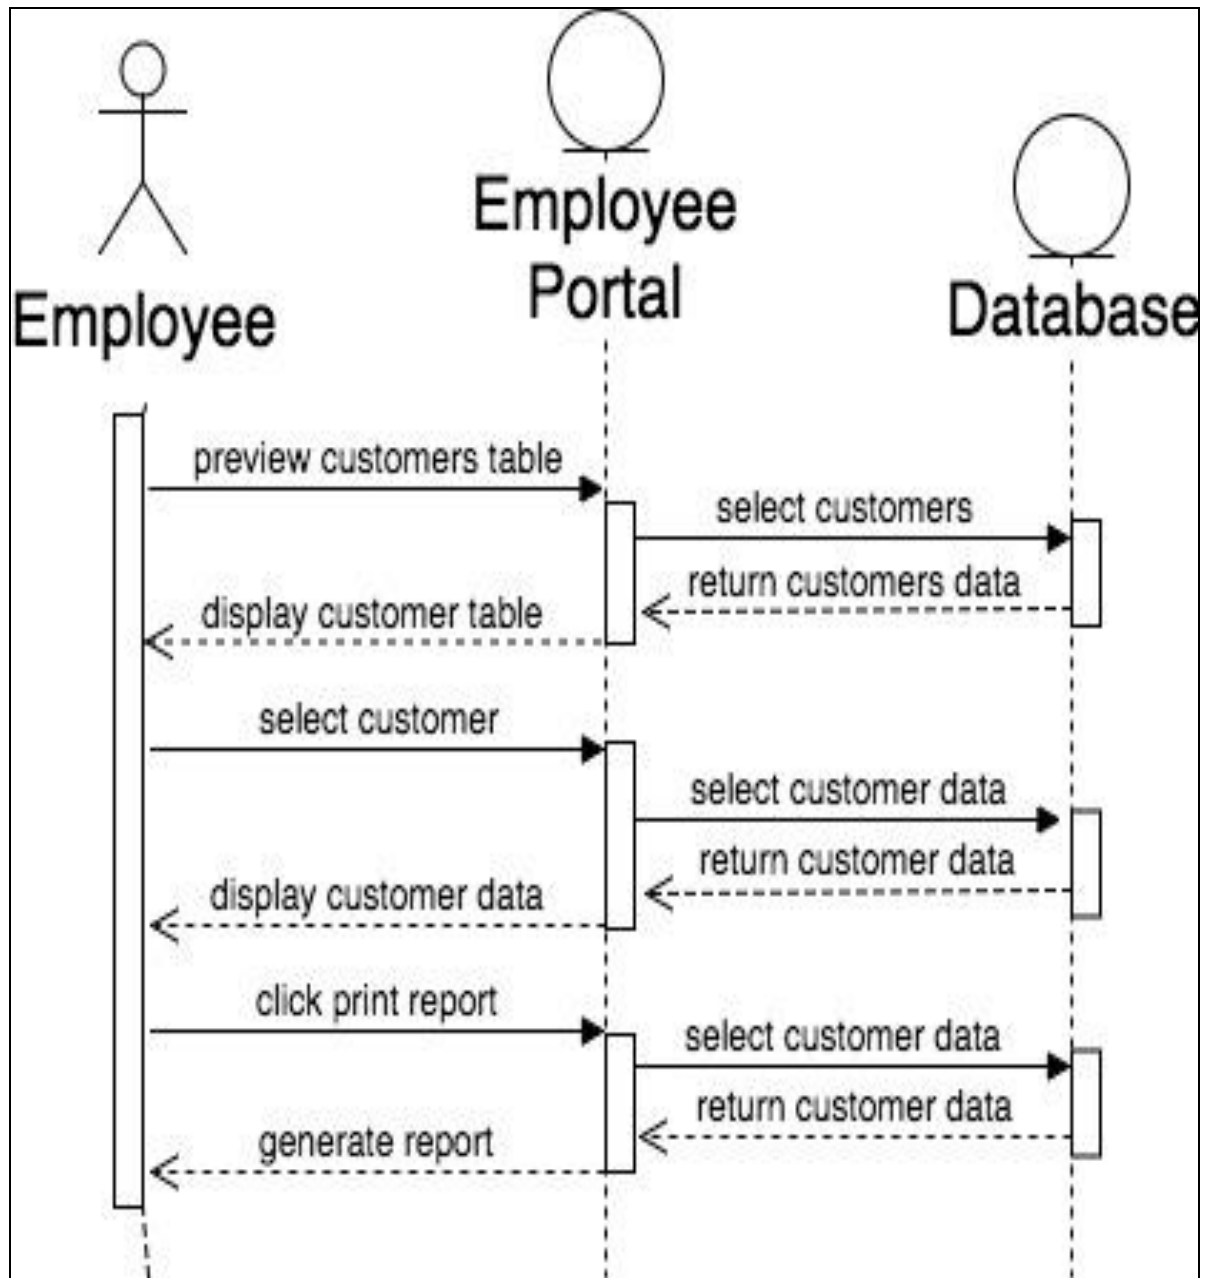 Employee
Portal
Employee
Database
preview customers table
select customers
return customers data
display customer table
select customer
select customer data
return customer data
display customer data
click print report
select customer data
return customer data
generate report